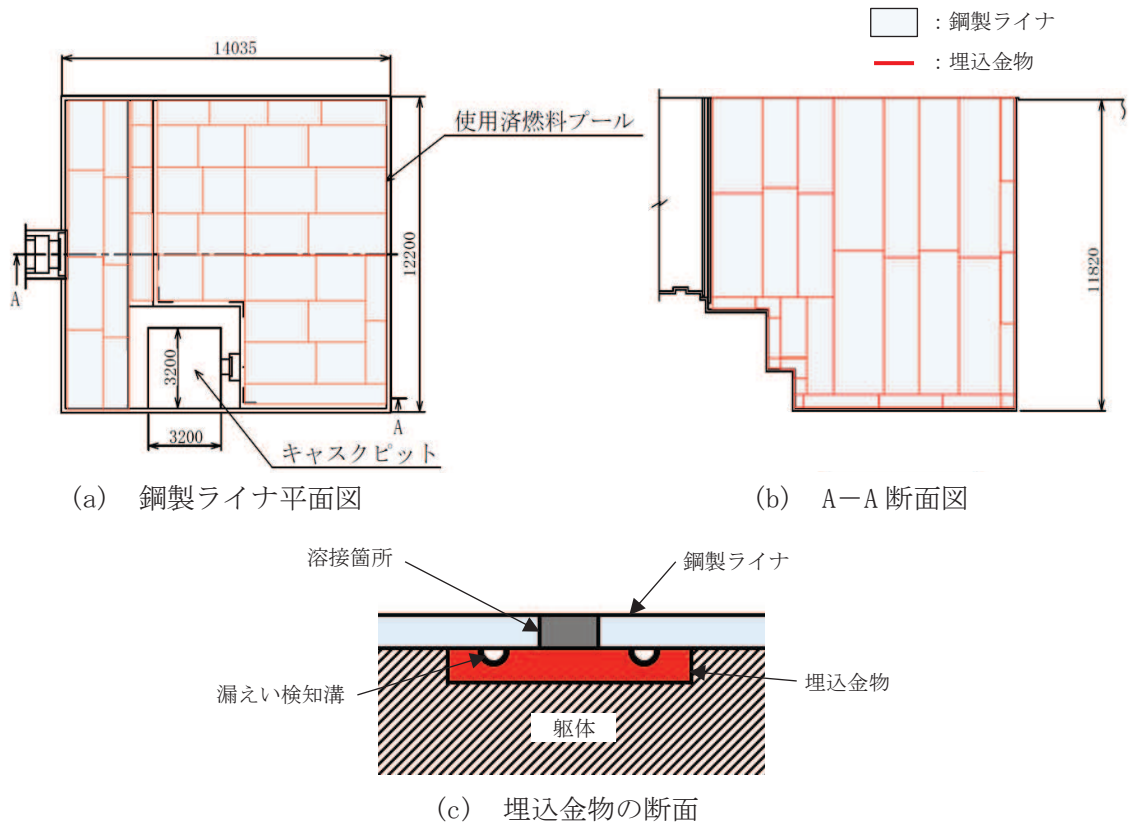 ：鋼製ライナ
：埋込金物
14035
使用済燃料プール
12200
A
3200
A
3200
キャスクピット
11820
(a) 鋼製ライナ平面図
(b) A－A 断面図
溶接箇所
鋼製ライナ
漏えい検知溝
埋込金物
躯体
(c) 埋込金物の断面